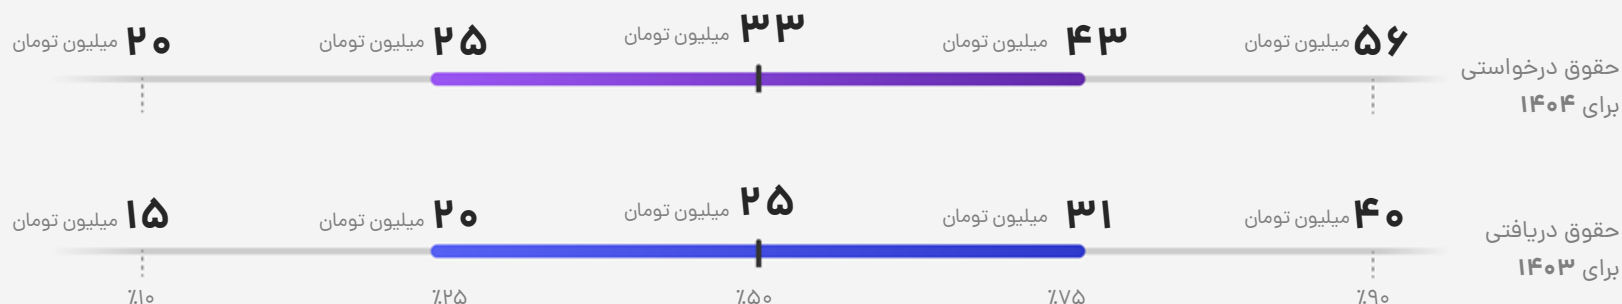 ۲۰ میلیون تومان
۲۵ میلیون تومان
۳۳ میلیون تومان
۴۳ میلیون تومان
۵۶ میلیون تومان
حقوق درخواستی
برای ۱۴۰۴
۱۵ میلیون تومان
۲۰ میلیون تومان
۲۵ میلیون تومان
۳۱ میلیون تومان
۴۰ میلیون تومان
حقوق دریافتی
برای ۱۴۰۳
٪۱۰
٪۲۵
٪۵۰
٪۷۵
٪۹۰